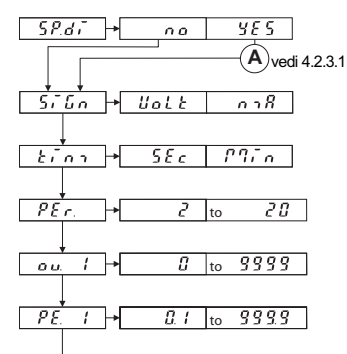 SP.di no YES
A vedi 4.2.3.1
SiGn VoLt mA
tim SEc Min
PEr. 2 to 20
ou. 1 0 to 9999
PE. 1 0.1 to 999.9